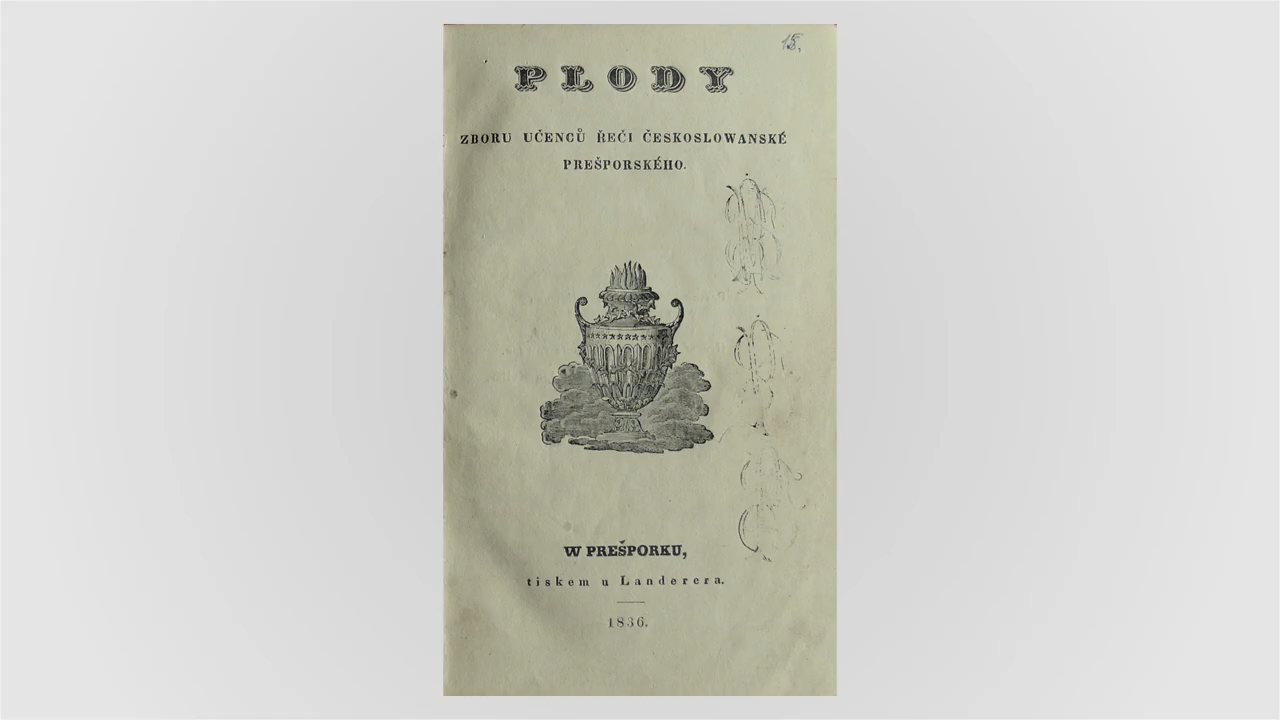 15.
PLODY
ZBORU UČENCŮ ŘEČI ČESKOSLOWANSKÉ
PREŠPORSKÉHO.
W PREŠPORKU,
tiskem u Landerera.
1836.